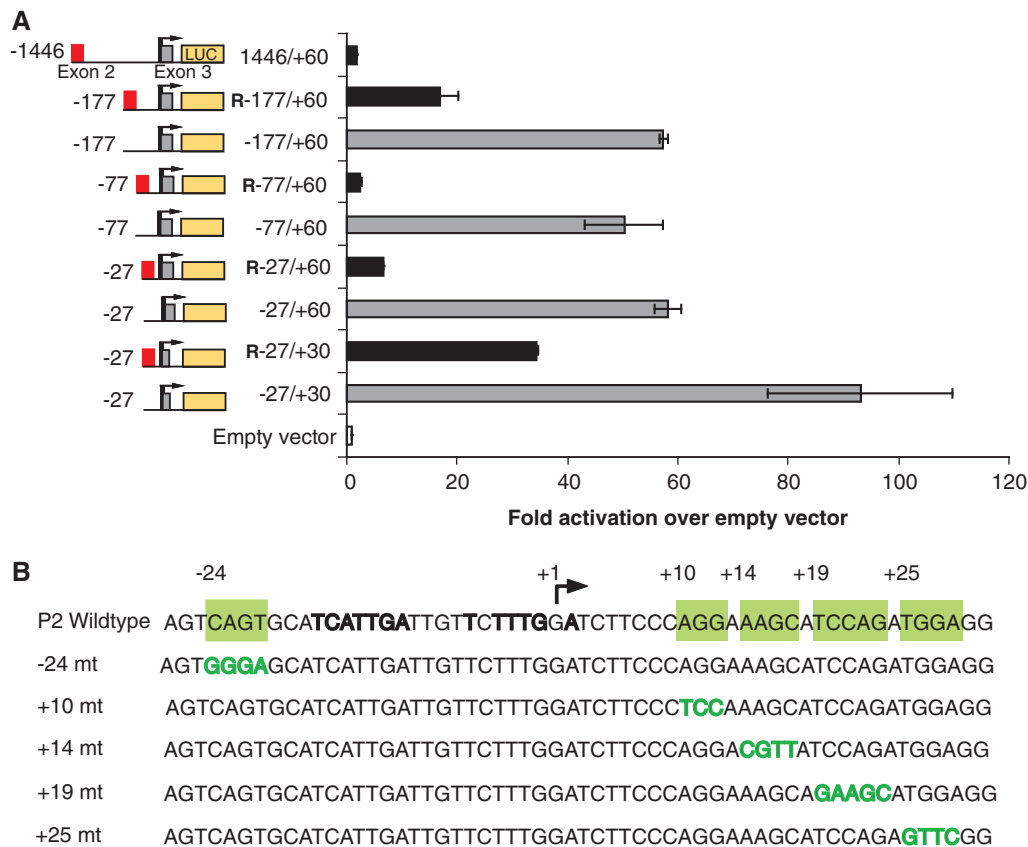 A
-1446 LUC 1446/+60
Exon 2 Exon 3
-177 R-177/+60
-177 -177/+60
-77 R-77/+60
-77 -77/+60
-27 R-27/+60
-27 -27/+60
-27 R-27/+30
-27 -27/+30
Empty vector
0 20 40 60 80 100 120
Fold activation over empty vector
B
-24 +1 +10 +14 +19 +25
P2 Wildtype AGTCAGTGCATCATTGATTGTTCTTTGGATCTTCCCAGGAAAGCATCCAGATGGAGG
-24 mt AGTGGGAGCATCATTGATTGTTCTTTGGATCTTCCCAGGAAAGCATCCAGATGGAGG
+10 mt AGTCAGTGCATCATTGATTGTTCTTTGGATCTTCCCTCCAAAGCATCCAGATGGAGG
+14 mt AGTCAGTGCATCATTGATTGTTCTTTGGATCTTCCCAGGACGTTATCCAGATGGAGG
+19 mt AGTCAGTGCATCATTGATTGTTCTTTGGATCTTCCCAGGAAAGCAGAAGCATGGAGG
+25 mt AGTCAGTGCATCATTGATTGTTCTTTGGATCTTCCCAGGAAAGCATCCAGAGTTCGG